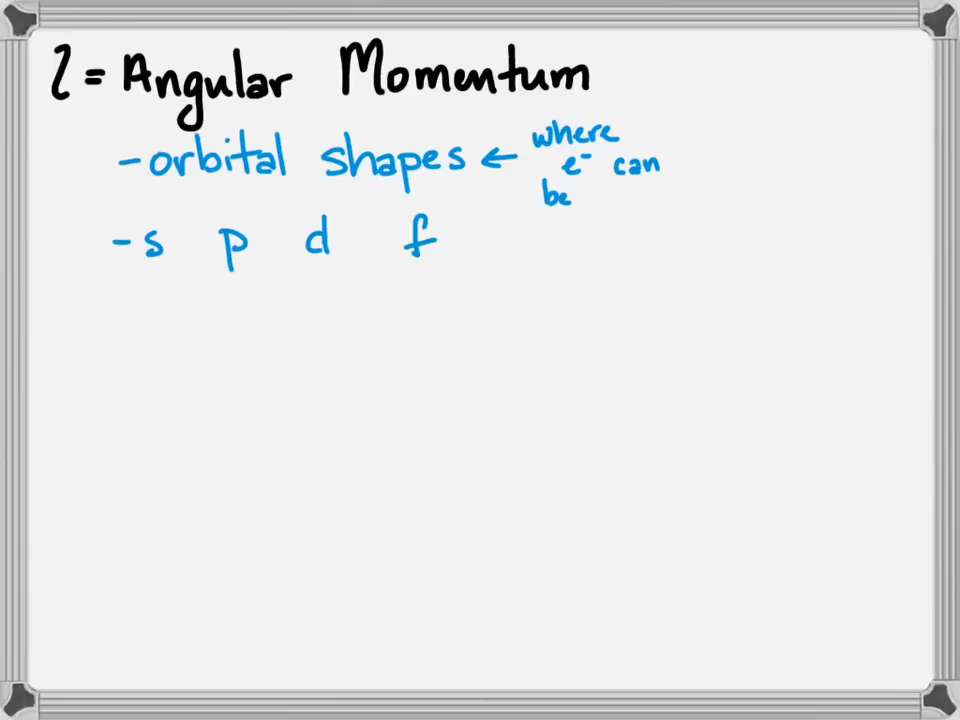 l = Angular Momentum
- orbital shapes ← where
e⁻ can
be
- s p d f